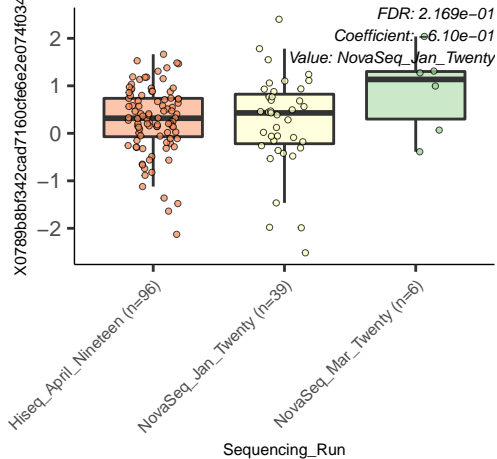 FDR: 2.169e-01
Coefficient: -6.10e-01
Value: NovaSeq_Jan_Twenty
X0789b8bf342cad7160cfe6e2e074f034
2
1
0
−1
−2
Hiseq_April_Nineteen (n=96)
NovaSeq_Jan_Twenty (n=39)
NovaSeq_Mar_Twenty (n=6)
Sequencing_Run